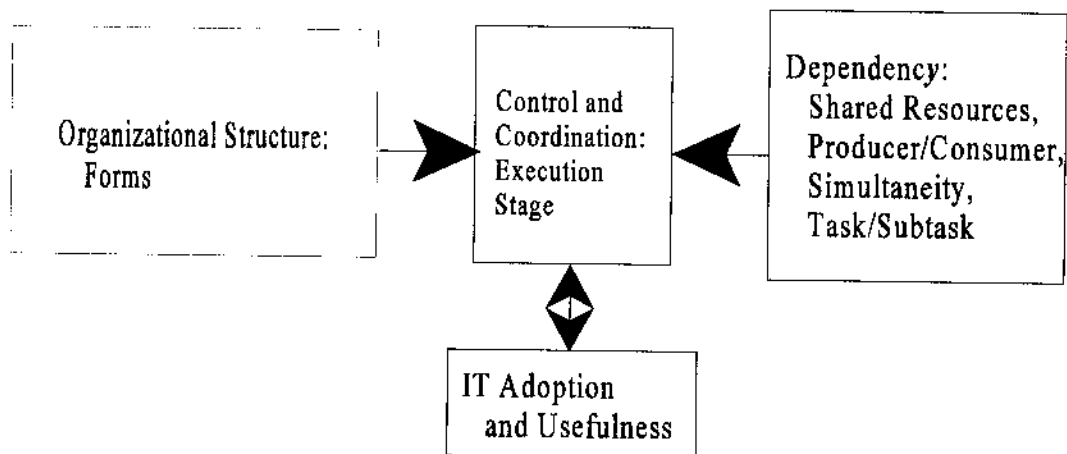 Organizational Structure:
Forms
Control and
Coordination:
Execution
Stage
Dependency:
Shared Resources,
Producer/Consumer,
Simultaneity,
Task/Subtask
IT Adoption
and Usefulness